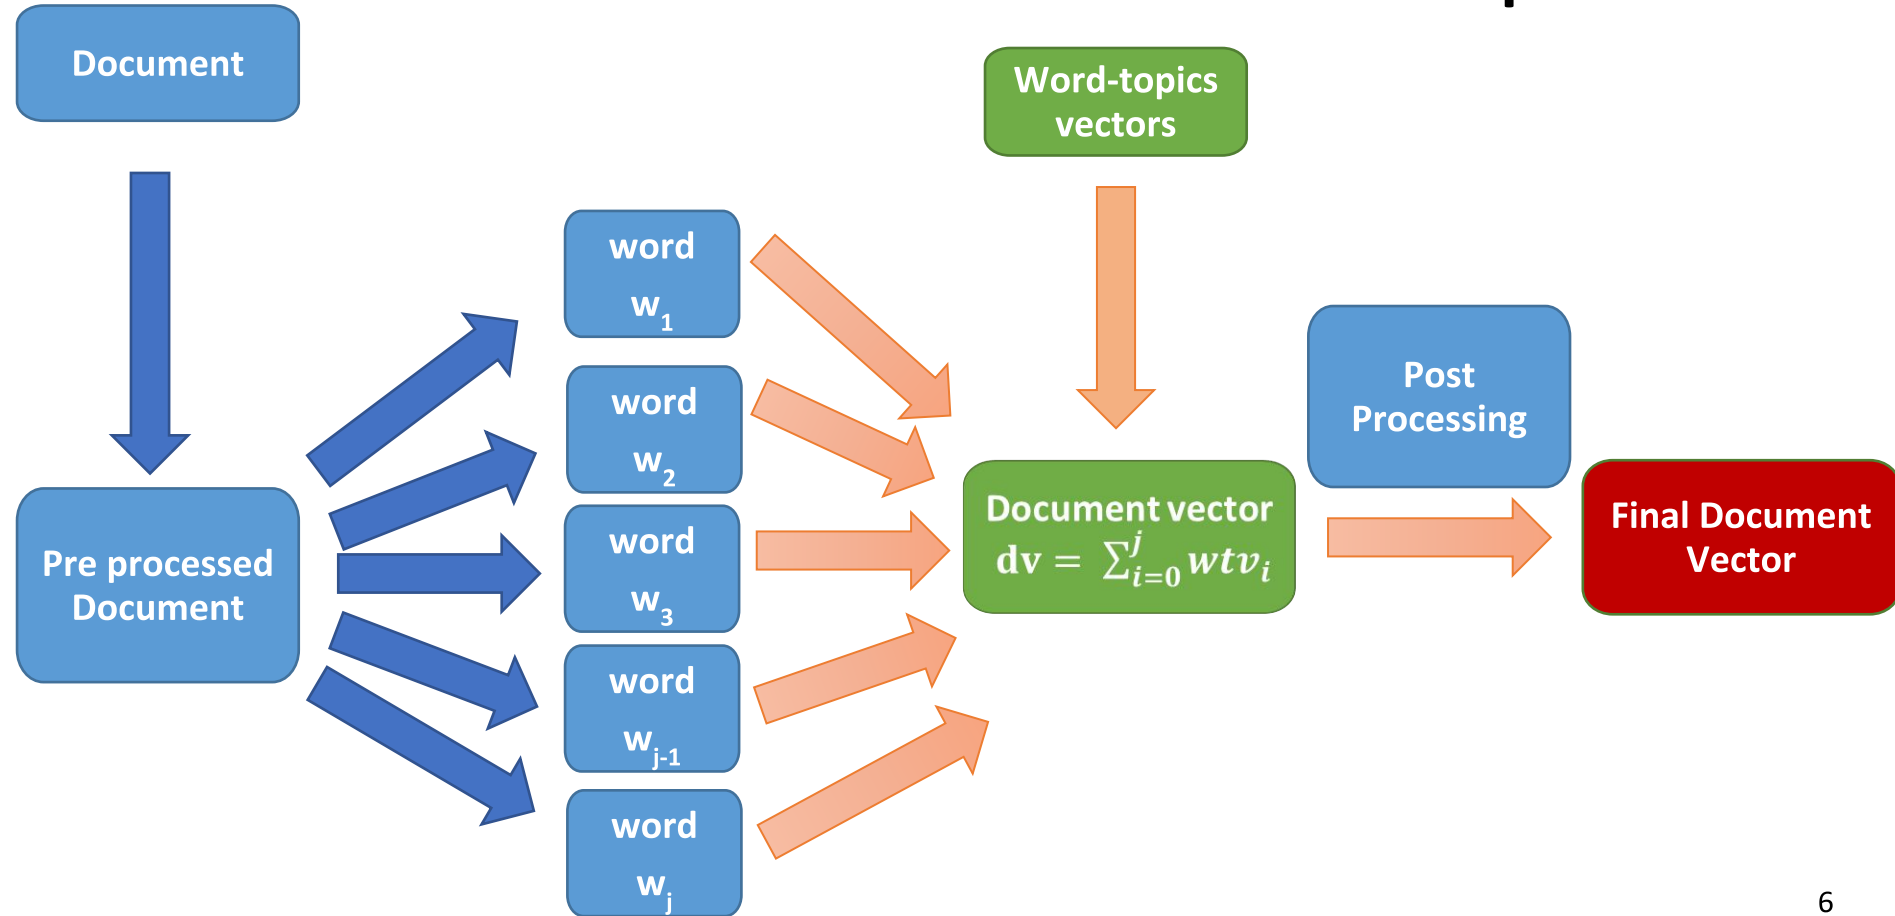 Document
Word-topics
vectors
word
w₁
Post
Processing
word
w₂
Document vector
dv = ∑ʲᵢ₌₀ wtvᵢ
Final Document
Vector
Pre processed
Document
word
w₃
word
wⱼ₋₁
word
wⱼ
6